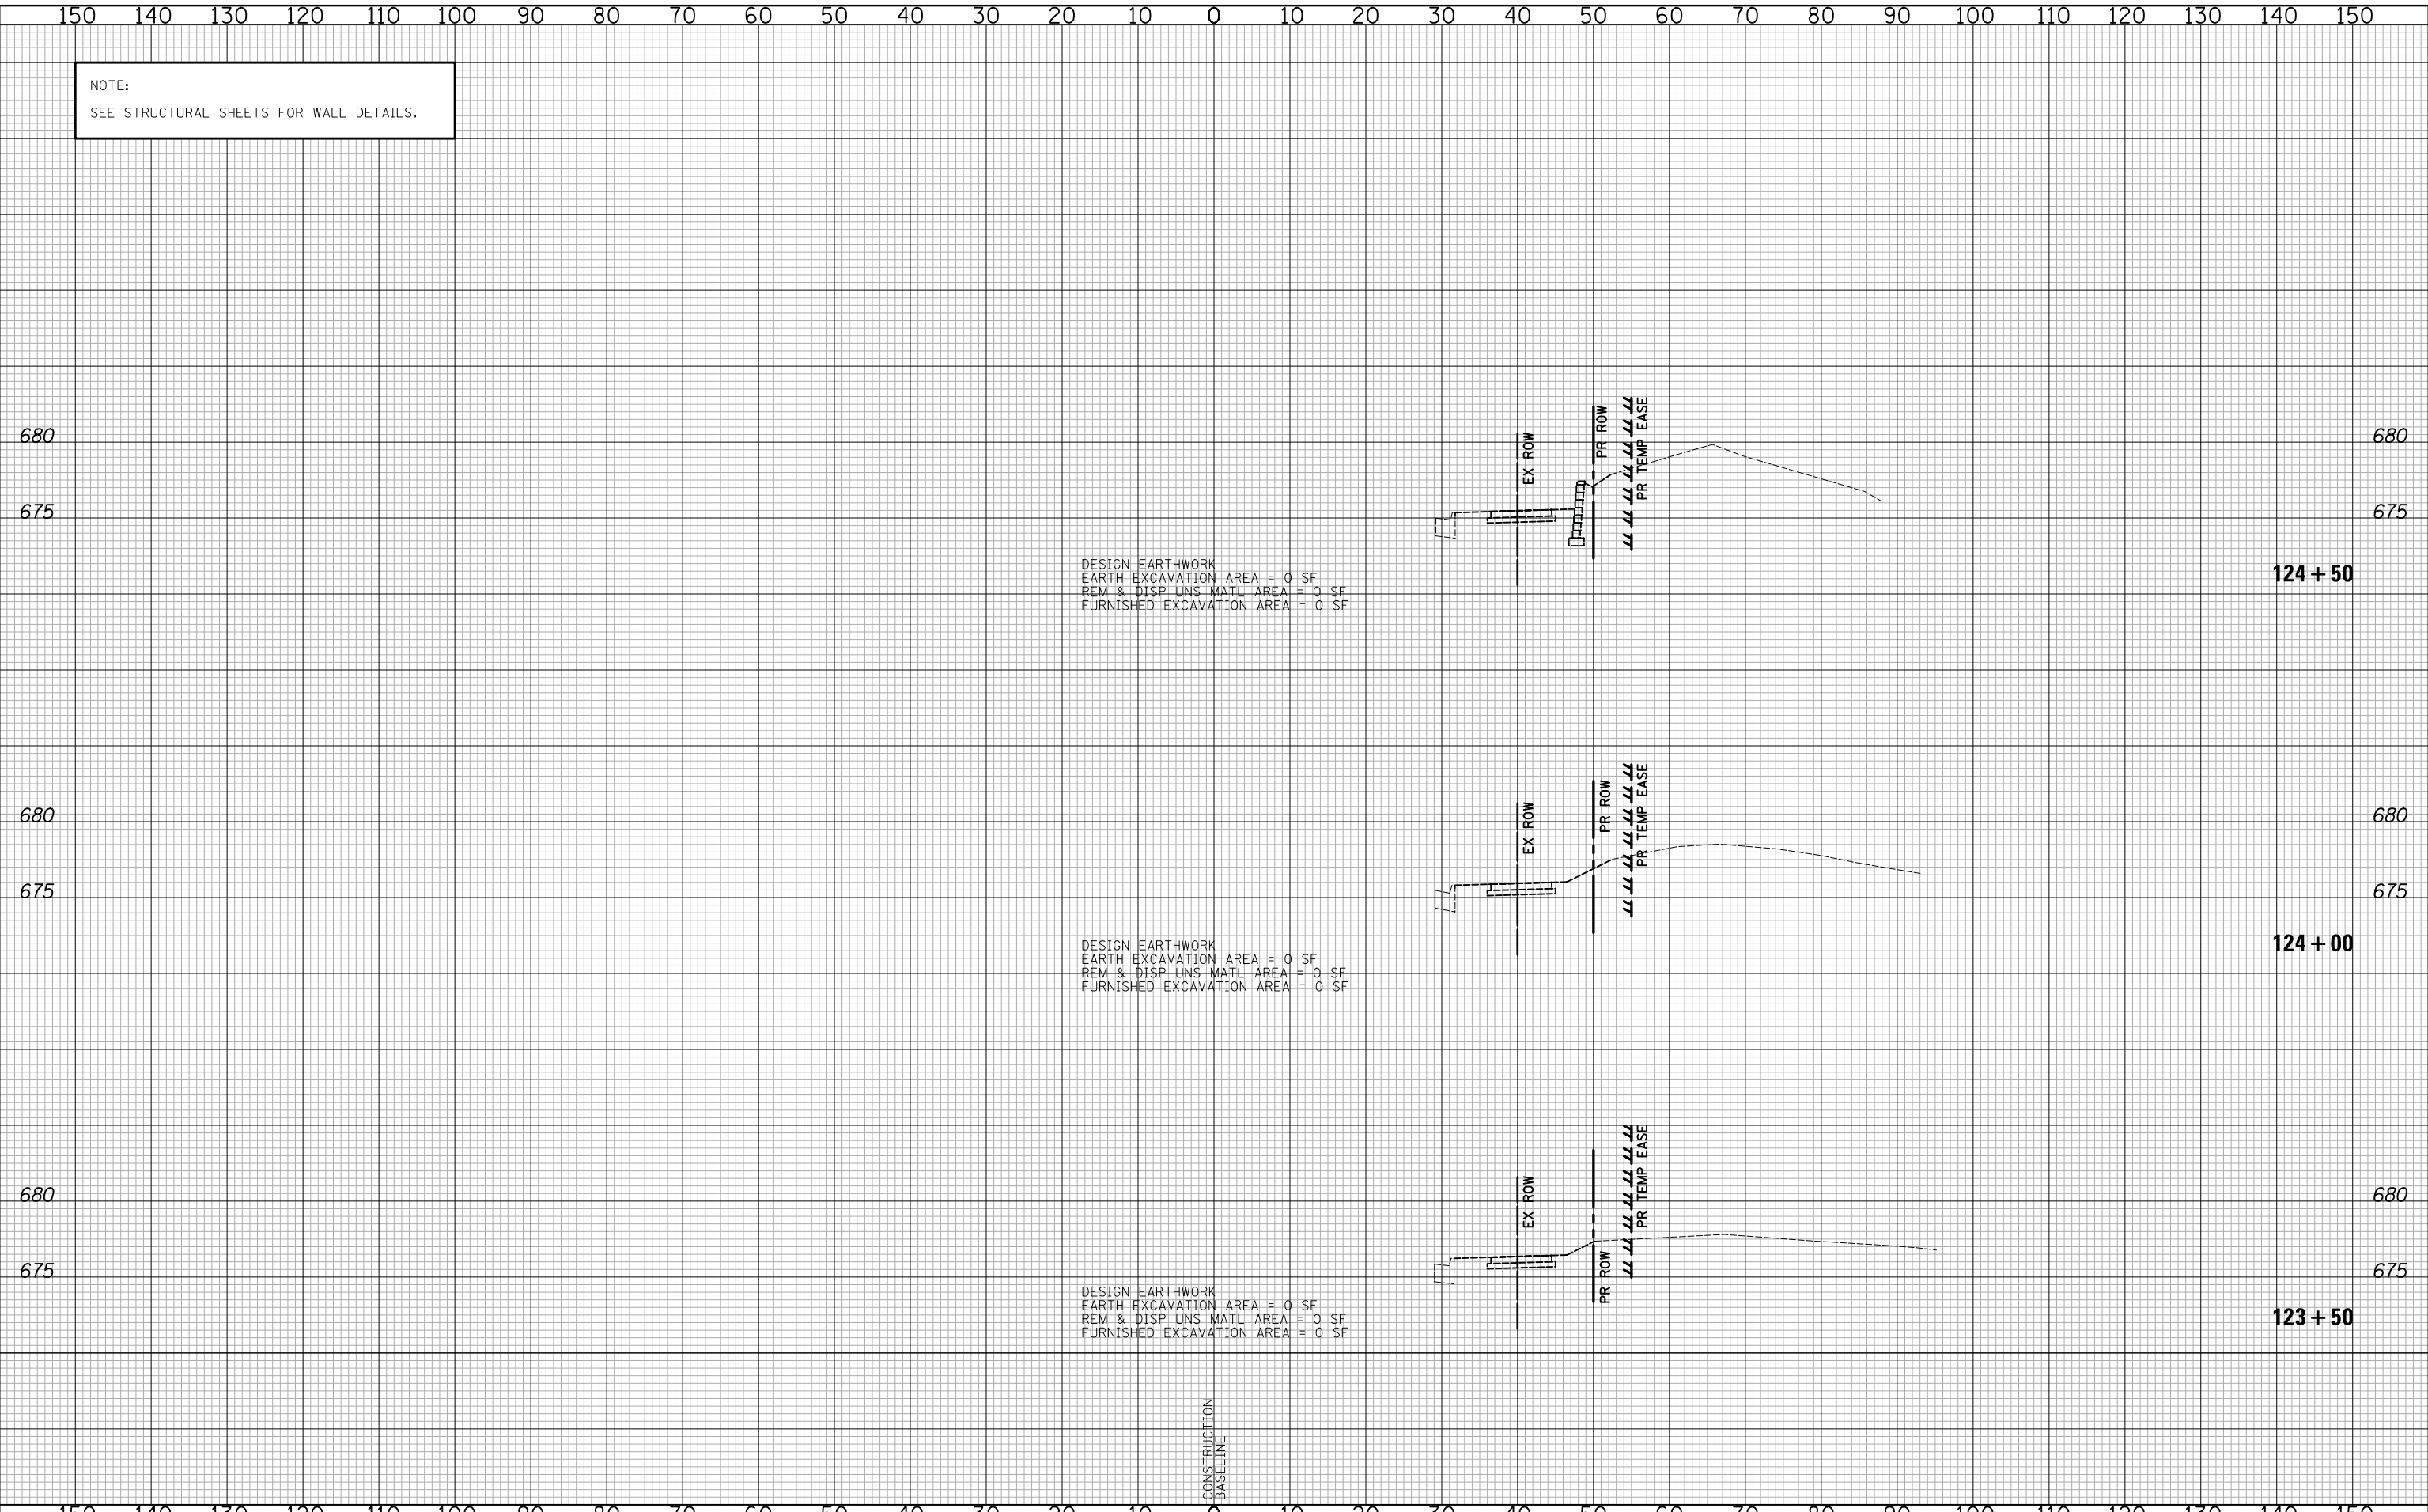 150 140 130 120 110 100 90 80 70 60 50 40 30 20 10 0 10 20 30 40 50 60 70 80 90 100 110 120 130 140 150
NOTE:
SEE STRUCTURAL SHEETS FOR WALL DETAILS.
680 680
EX ROW
PR ROW
PR TEMP EASE
675 675
DESIGN EARTHWORK
EARTH EXCAVATION AREA = 0 SF
REM & DISP UNS MATL AREA = 0 SF
FURNISHED EXCAVATION AREA = 0 SF
124+50
680 680
EX ROW
PR ROW
PR TEMP EASE
675 675
DESIGN EARTHWORK
EARTH EXCAVATION AREA = 0 SF
REM & DISP UNS MATL AREA = 0 SF
FURNISHED EXCAVATION AREA = 0 SF
124+00
680 680
EX ROW
PR ROW
PR TEMP EASE
675 675
DESIGN EARTHWORK
EARTH EXCAVATION AREA = 0 SF
REM & DISP UNS MATL AREA = 0 SF
FURNISHED EXCAVATION AREA = 0 SF
123+50
CONSTRUCTION
BASELINE
150 140 130 120 110 100 90 80 70 60 50 40 30 20 10 0 10 20 30 40 50 60 70 80 90 100 110 120 130 140 150